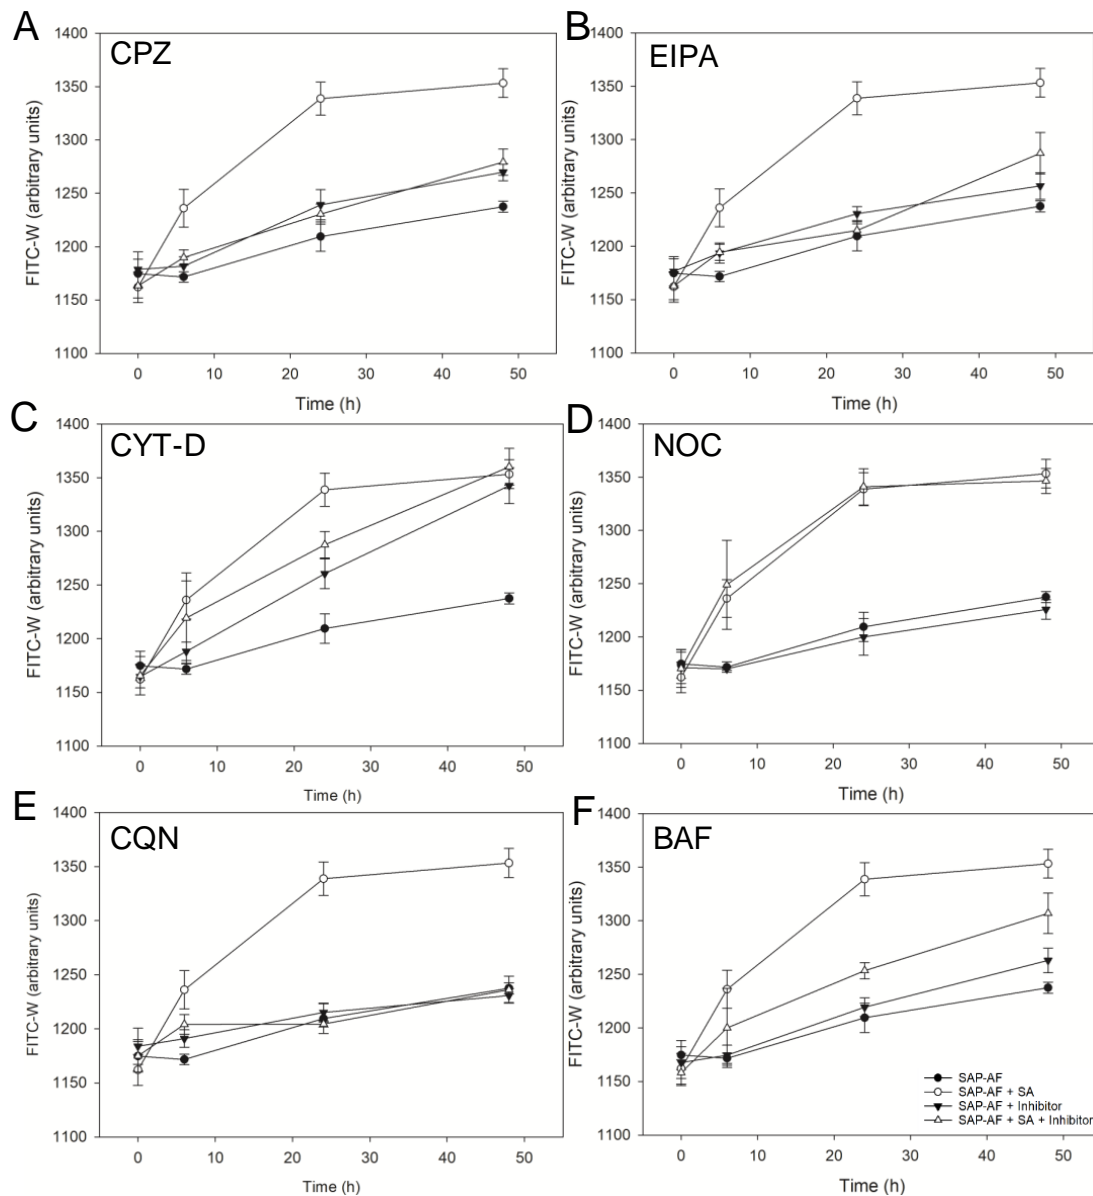 A
CPZ
FITC-W (arbitrary units)
1400
1350
1300
1250
1200
1150
1100
0 10 20 30 40 50
Time (h)
B
EIPA
FITC-W (arbitrary units)
1400
1350
1300
1250
1200
1150
1100
0 10 20 30 40 50
Time (h)
C
CYT-D
FITC-W (arbitrary units)
1400
1350
1300
1250
1200
1150
1100
0 10 20 30 40 50
Time (h)
D
NOC
FITC-W (arbitrary units)
1400
1350
1300
1250
1200
1150
1100
0 10 20 30 40 50
Time (h)
E
CQN
FITC-W (arbitrary units)
1400
1350
1300
1250
1200
1150
1100
0 10 20 30 40 50
Time (h)
F
BAF
FITC-W (arbitrary units)
1400
1350
1300
1250
1200
1150
1100
0 10 20 30 40 50
Time (h)
SAP-AF
SAP-AF + SA
SAP-AF + Inhibitor
SAP-AF + SA + Inhibitor